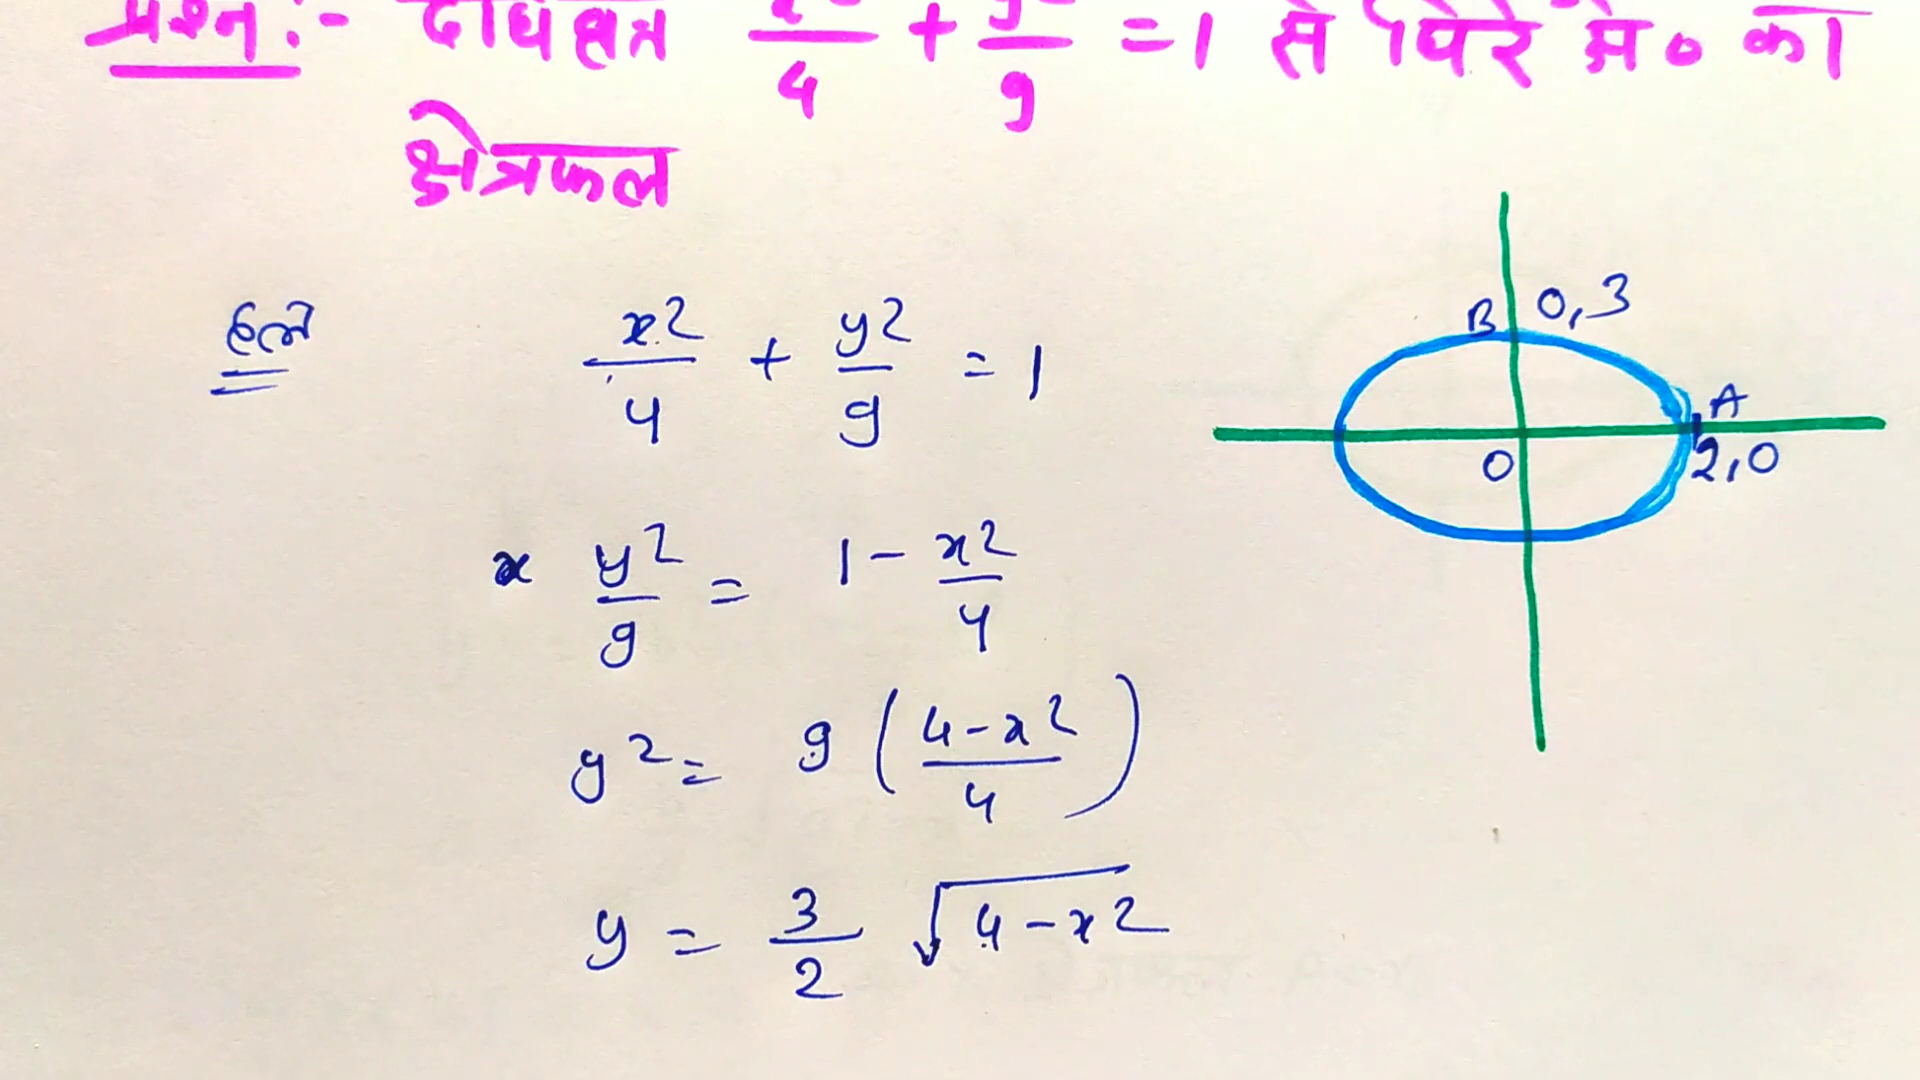 प्रश्न:- दीर्घवृत्त x²/4 + y²/9 = 1 से घिरे क्षे० का
क्षेत्रफल
हल
x²/4 + y²/9 = 1
B 0,3
A
O 2,0
x y²/9 = 1 - x²/4
y² = 9 (4-x²/4)
y = 3/2 √4-x²